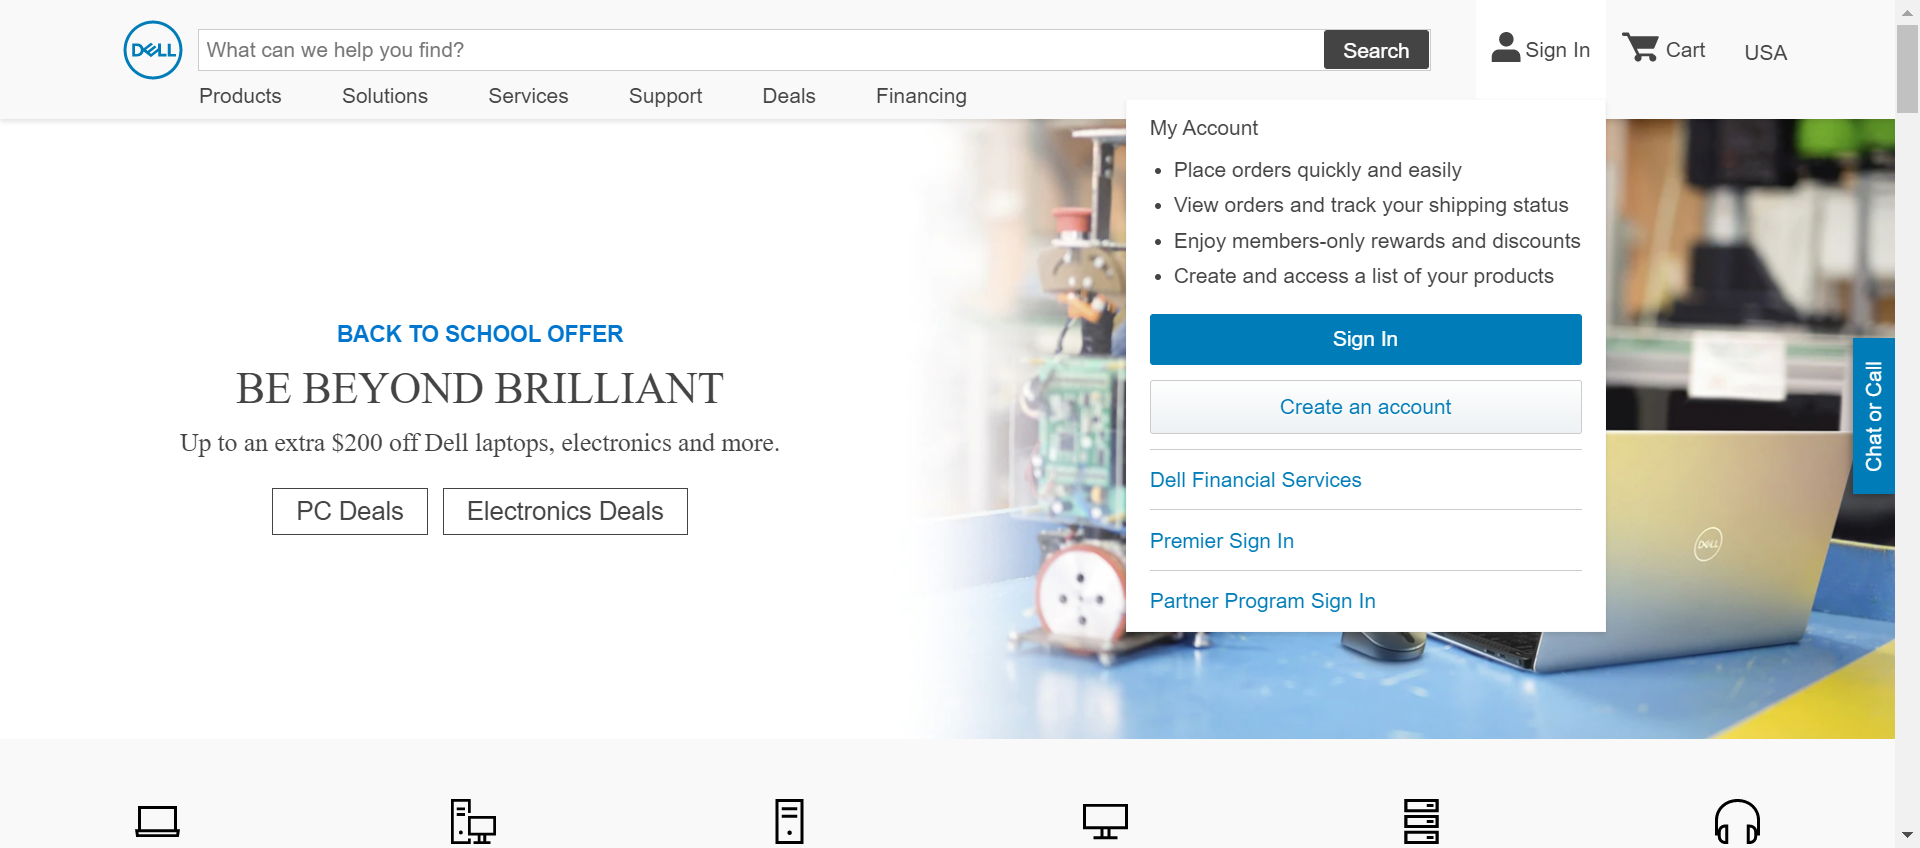 DELL
What can we help you find?
Search
Sign In
Cart
USA
Products
Solutions
Services
Support
Deals
Financing
My Account
Place orders quickly and easily
View orders and track your shipping status
Enjoy members-only rewards and discounts
Create and access a list of your products
Sign In
Create an account
Dell Financial Services
Premier Sign In
Partner Program Sign In
BACK TO SCHOOL OFFER
BE BEYOND BRILLIANT
Up to an extra $200 off Dell laptops, electronics and more.
PC Deals
Electronics Deals
Chat or Call
DELL